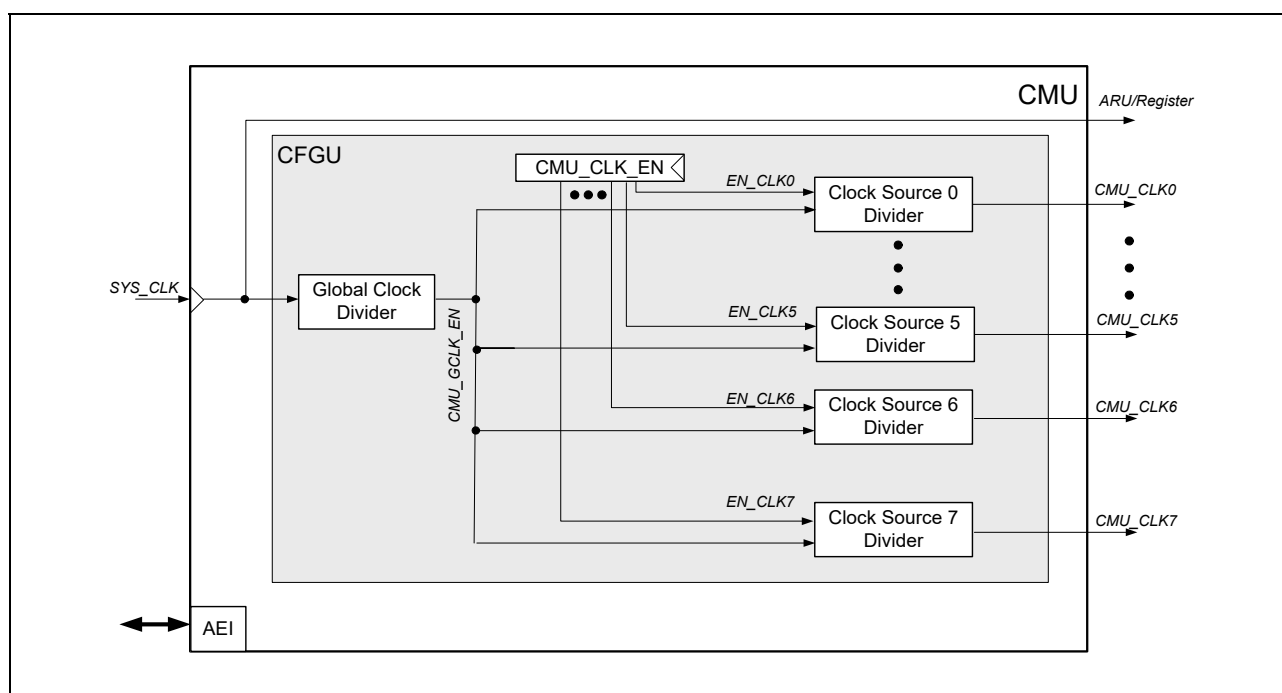 CMU
ARU/Register
CFGU
CMU_CLK_EN
EN_CLK0
Clock Source 0
Divider
CMU_CLK0
SYS_CLK
Global Clock
Divider
CMU_GCLK_EN
EN_CLK5
Clock Source 5
Divider
CMU_CLK5
EN_CLK6
Clock Source 6
Divider
CMU_CLK6
EN_CLK7
Clock Source 7
Divider
CMU_CLK7
AEI